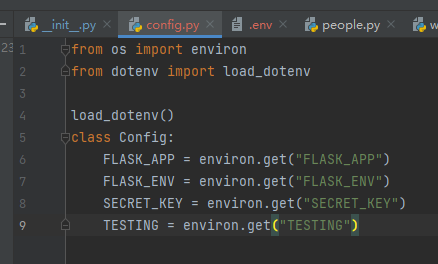 __init__.py config.py .env people.py
23
1 from os import environ
2 from dotenv import load_dotenv
3
4 load_dotenv()
5 class Config:
6 FLASK_APP = environ.get("FLASK_APP")
7 FLASK_ENV = environ.get("FLASK_ENV")
8 SECRET_KEY = environ.get("SECRET_KEY")
9 TESTING = environ.get("TESTING")